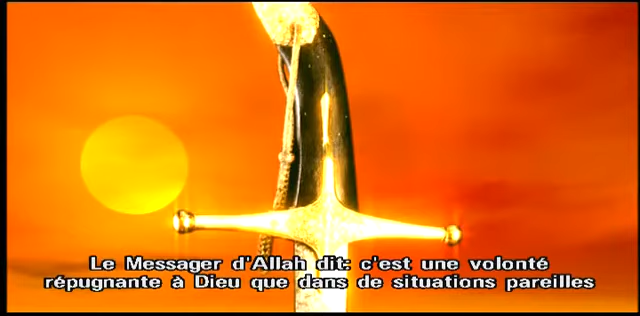 Le Messager d'Allah dit: c'est une volonté
répugnante à Dieu que dans de situations pareilles